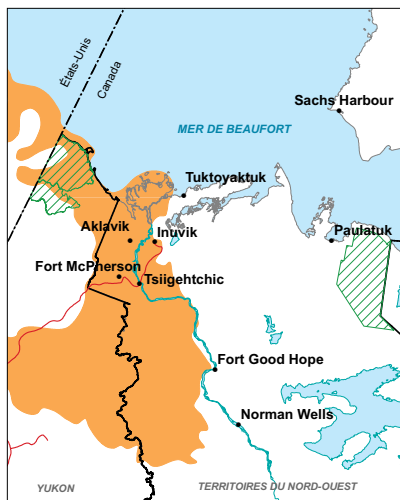 États-Unis
Canada
Sachs Harbour
MER DE BEAUFORT
Tuktoyaktuk
Aklavik
Inuvik
Paulatuk
Fort McPherson
Tsiigehtchic
Fort Good Hope
Norman Wells
YUKON
TERRITOIRES DU NORD-OUEST